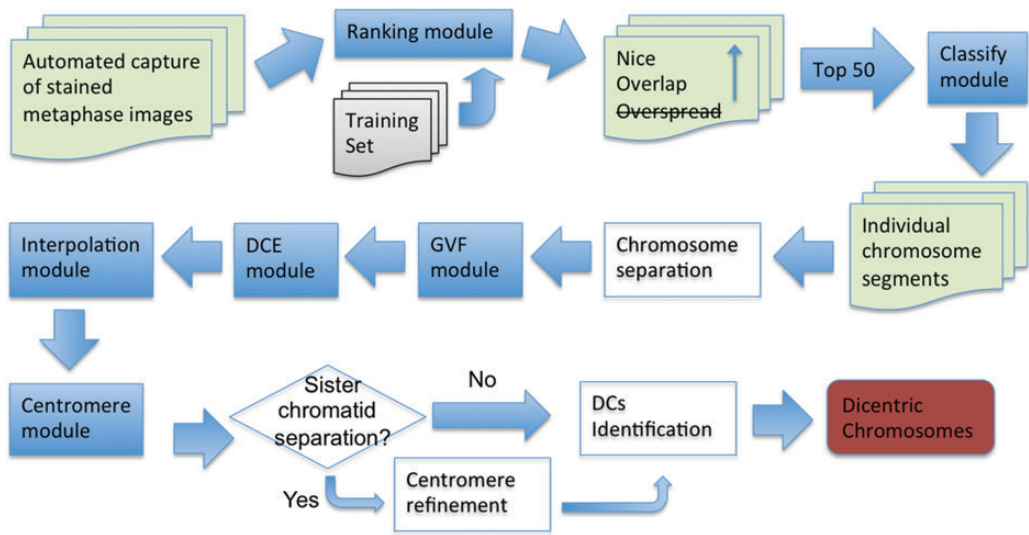 Automated capture
of stained
metaphase images
Ranking module
Training
Set
Nice
Overlap
Overspread
Top 50
Classify
module
Individual
chromosome
segments
Chromosome
separation
GVF
module
DCE
module
Interpolation
module
Centromere
module
Sister
chromatid
separation?
No
Yes
Centromere
refinement
DCs
Identification
Dicentric
Chromosomes